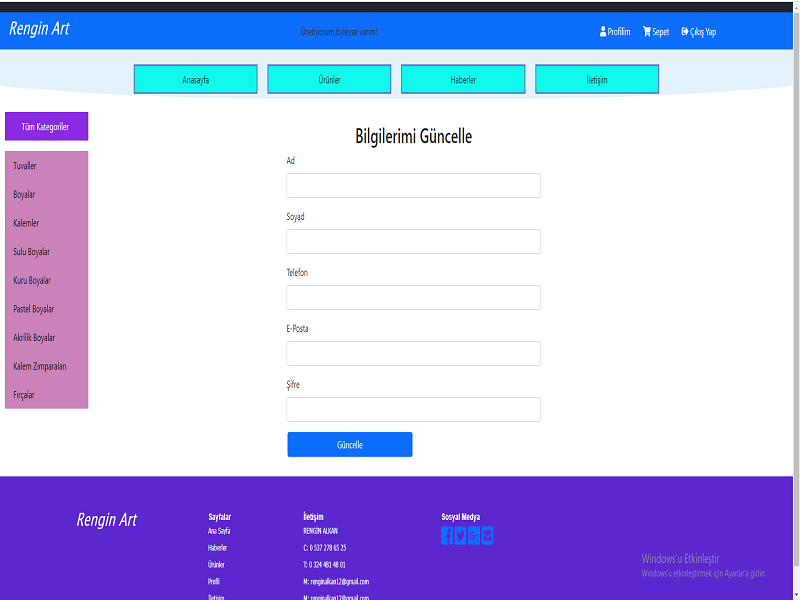 Rengin Art
Üretiyorum,öyleyse varım!
Profilim
Sepet
Çıkış Yap
Anasayfa
Ürünler
Haberler
İletişim
Tüm Kategoriler
Tuvaller
Boyalar
Kalemler
Sulu Boyalar
Kuru Boyalar
Pastel Boyalar
Akrilik Boyalar
Kalem Zımparaları
Fırçalar
Bilgilerimi Güncelle
Ad
Soyad
Telefon
E-Posta
Şifre
Güncelle
Rengin Art
Sayfalar
Ana Sayfa
Haberler
Ürünler
Profil
İletişim
İletişim
RENGİN ALKAN
C: 0 537 278 65 25
T: 0 324 481 48 01
M: renginalkan12@gmail.com
M: renginalkan12@gmail.com
Sosyal Medya
Windows'u Etkinleştir
Windows'u etkinleştirmek için Ayarlar'a gidin.